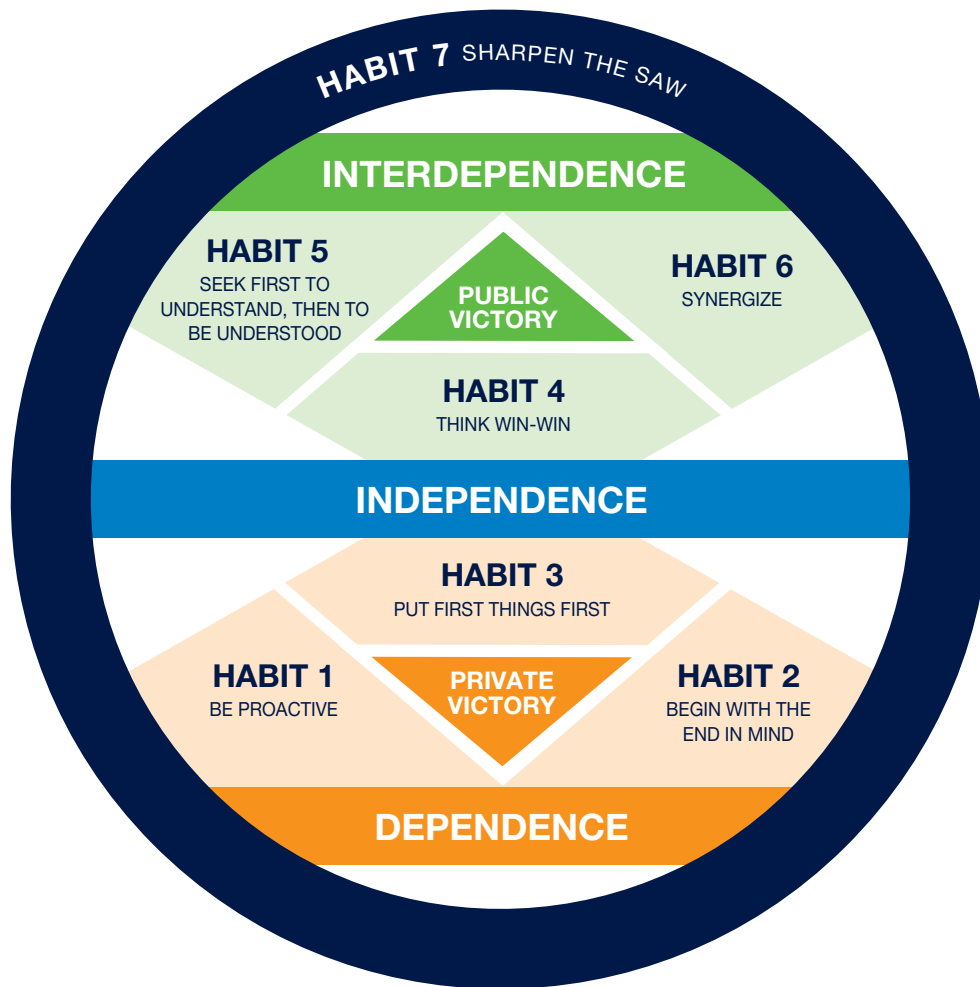 HABIT 7 SHARPEN THE SAW
INTERDEPENDENCE
HABIT 5
SEEK FIRST TO
UNDERSTAND, THEN TO
BE UNDERSTOOD
PUBLIC
VICTORY
HABIT 6
SYNERGIZE
HABIT 4
THINK WIN-WIN
INDEPENDENCE
HABIT 3
PUT FIRST THINGS FIRST
HABIT 1
BE PROACTIVE
PRIVATE
VICTORY
HABIT 2
BEGIN WITH THE
END IN MIND
DEPENDENCE